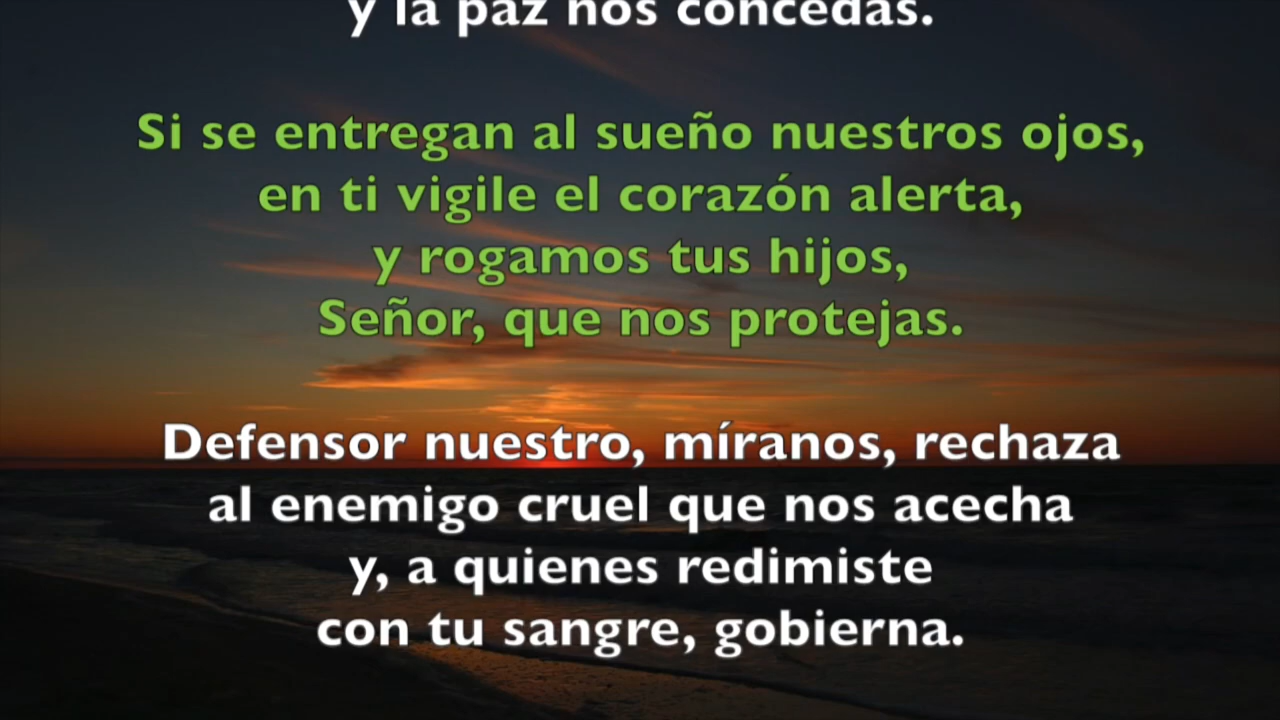 y la paz nos concedas.
Si se entregan al sueño nuestros ojos,
en ti vigile el corazón alerta,
y rogamos tus hijos,
Señor, que nos protejas.
Defensor nuestro, míranos, rechaza
al enemigo cruel que nos acecha
y, a quienes redimiste
con tu sangre, gobierna.